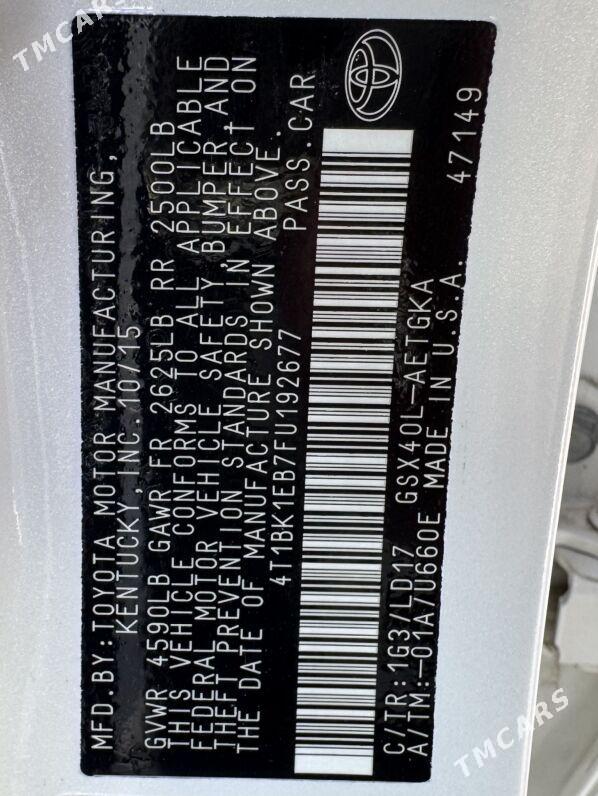 MFD.BY:TOYOTA MOTOR MANUFACTURING,
KENTUCKY,INC.10/15
GVWR 4590LB GAWR FR 2625LB RR 2500LB
THIS VEHICLE CONFORMS TO ALL APPLICABLE
FEDERAL MOTOR VEHICLE SAFETY,BUMPER,AND
THEFT PREVENTION STANDARDS IN EFFECT ON
THE DATE OF MANUFACTURE SHOWN ABOVE.
4T1BK1EB7FU192677 PASS.CAR
C/TR:1G3/LD17 GSX40L-AETGKA 47149
A/TM:-01A/U660E MADE IN U.S.A.
TMCARS
TMCARS